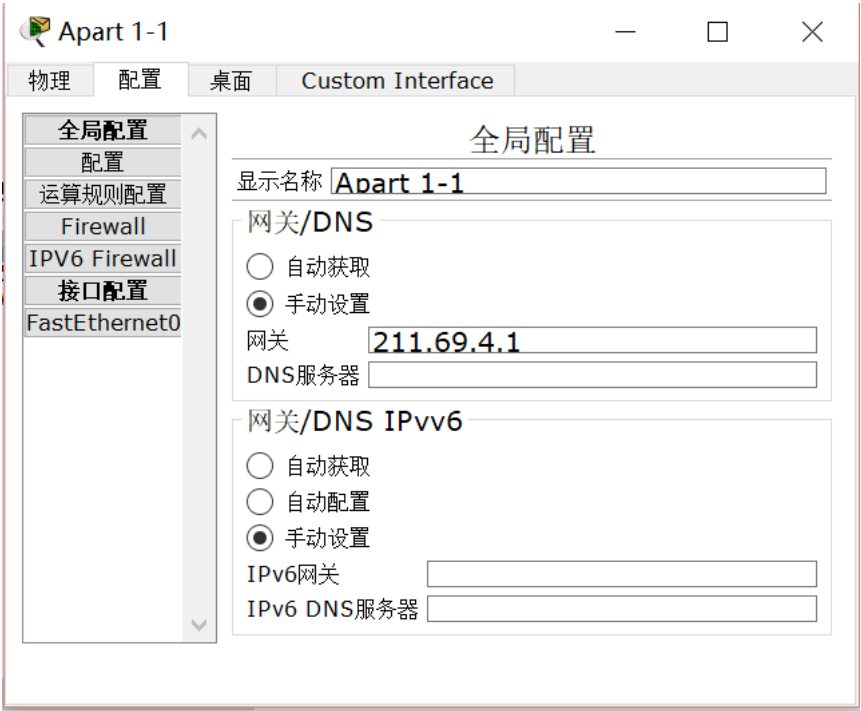 Apart 1-1
物理 配置 桌面 Custom Interface
全局配置
配置
运算规则配置
Firewall
IPV6 Firewall
接口配置
FastEthernet0
全局配置
显示名称 Apart 1-1
网关/DNS
自动获取
手动设置
网关 211.69.4.1
DNS服务器
网关/DNS IPvv6
自动获取
自动配置
手动设置
IPv6网关
IPv6 DNS服务器